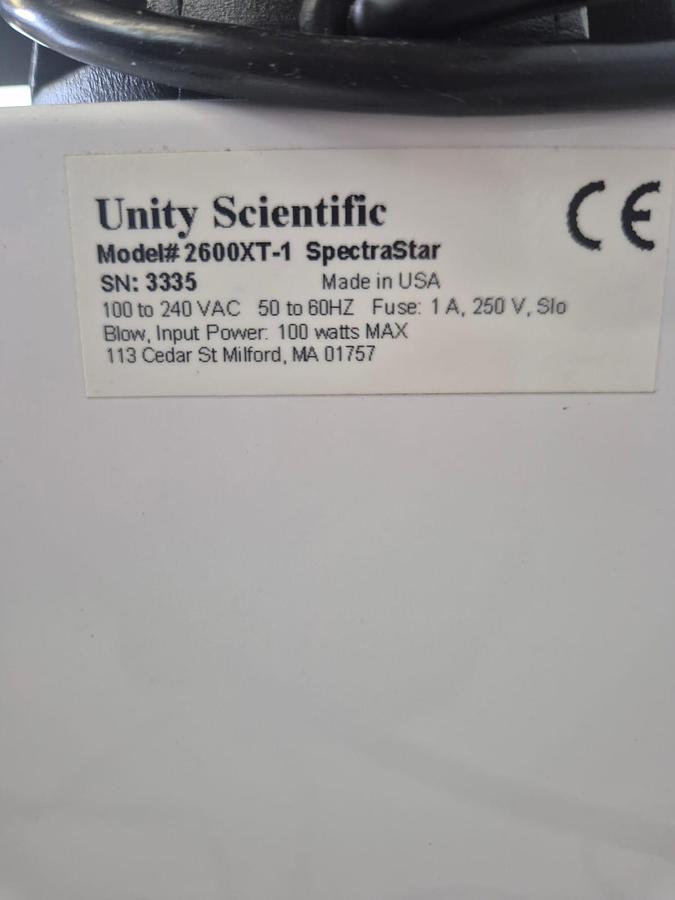 Unity Scientific
CE
Model# 2600XT-1 SpectraStar
SN: 3335 Made in USA
100 to 240 VAC 50 to 60HZ Fuse: 1 A, 250 V, Slo
Blow, Input Power: 100 watts MAX
113 Cedar St Milford, MA 01757